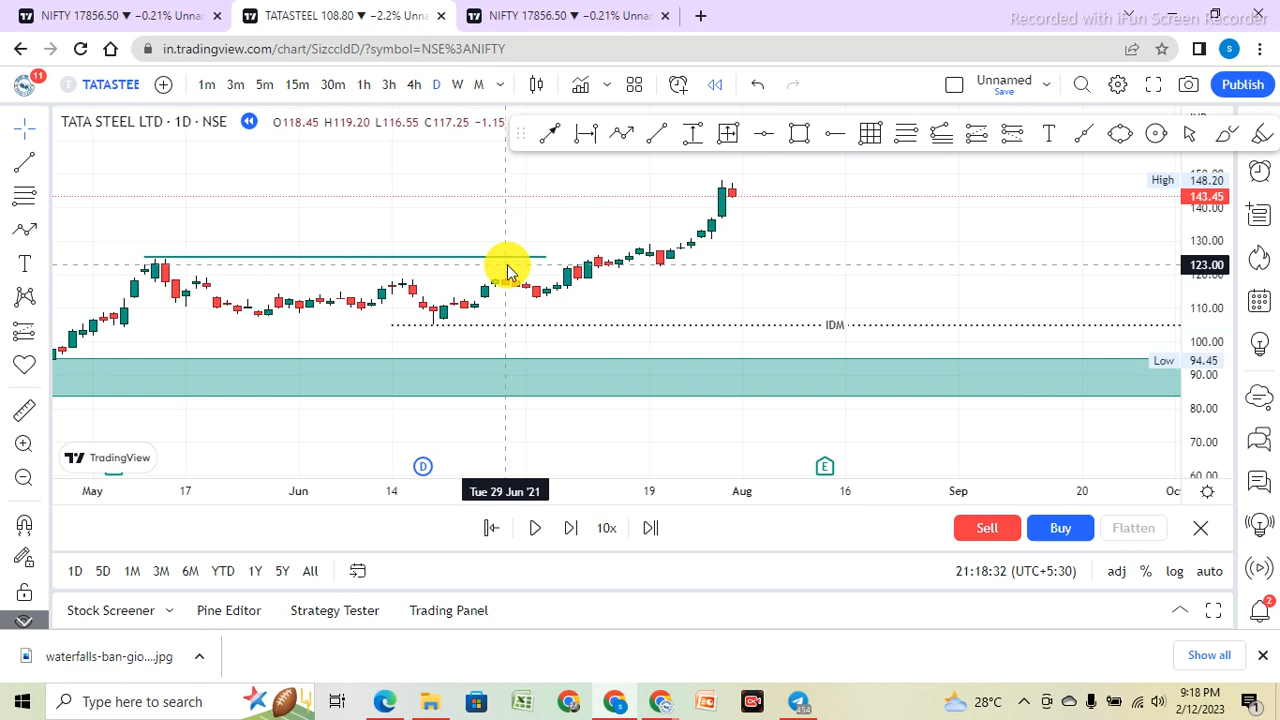 NIFTY 17856.50 ▼ −0.21% Unna
TATASTEEL 108.80 ▼ −2.2% Unna
NIFTY 17856.50 ▼ −0.21% Unna
Recorded with iFun Screen Recorder
in.tradingview.com/chart/SizccldD/?symbol=NSE%3ANIFTY
S
11
T TATASTEE
1m 3m 5m 15m 30m 1h 3h 4h D W M
Unnamed
Save
Publish
TATA STEEL LTD · 1D · NSE
O118.45 H119.20 L116.55 C117.25 −1.15
High 148.20
143.45
140.00
130.00
123.00
120.00
110.00
IDM
100.00
Low 94.45
90.00
80.00
70.00
60.00
TradingView
D
E
May 17 Jun 14 Tue 29 Jun '21 19 Aug 16 Sep 20 Oc
10x
Sell
Buy
Flatten
1D 5D 1M 3M 6M YTD 1Y 5Y All
21:18:32 (UTC+5:30)
adj % log auto
Stock Screener
Pine Editor
Strategy Tester
Trading Panel
2
waterfalls-ban-gio....jpg
Show all
Type here to search
454
28°C
9:18 PM
2/12/2023
1